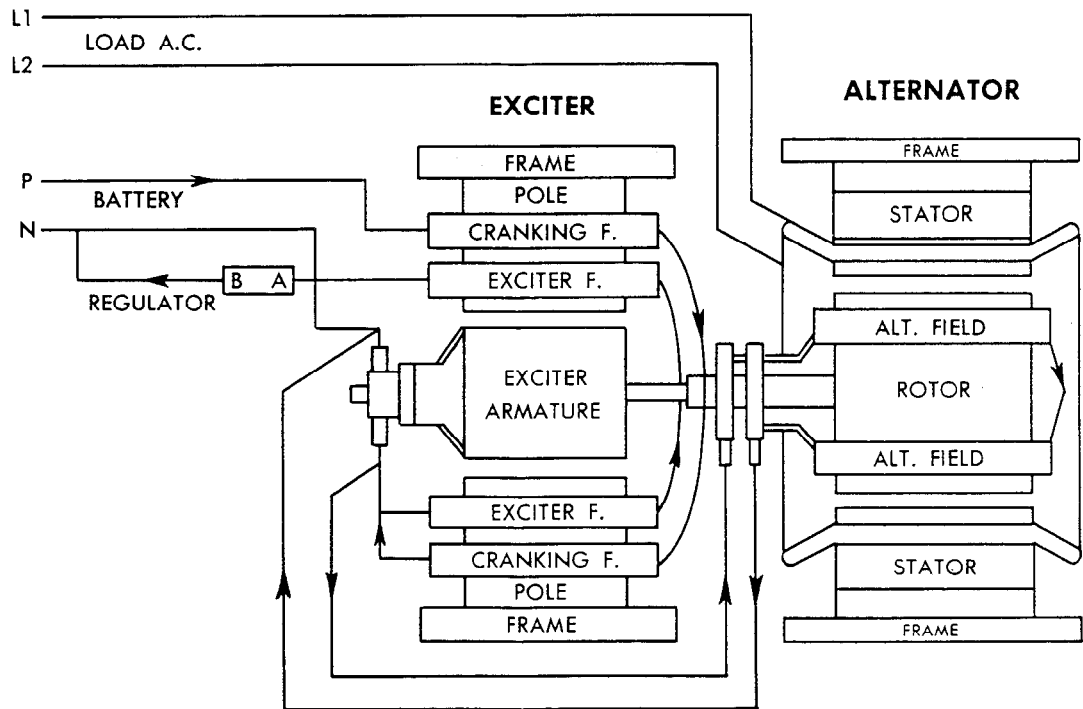 L1
LOAD A.C.
L2
EXCITER
ALTERNATOR
FRAME
FRAME
P
BATTERY
POLE
STATOR
N
CRANKING F.
B A
EXCITER F.
REGULATOR
ALT. FIELD
EXCITER
ARMATURE
ROTOR
ALT. FIELD
EXCITER F.
CRANKING F.
STATOR
POLE
FRAME
FRAME